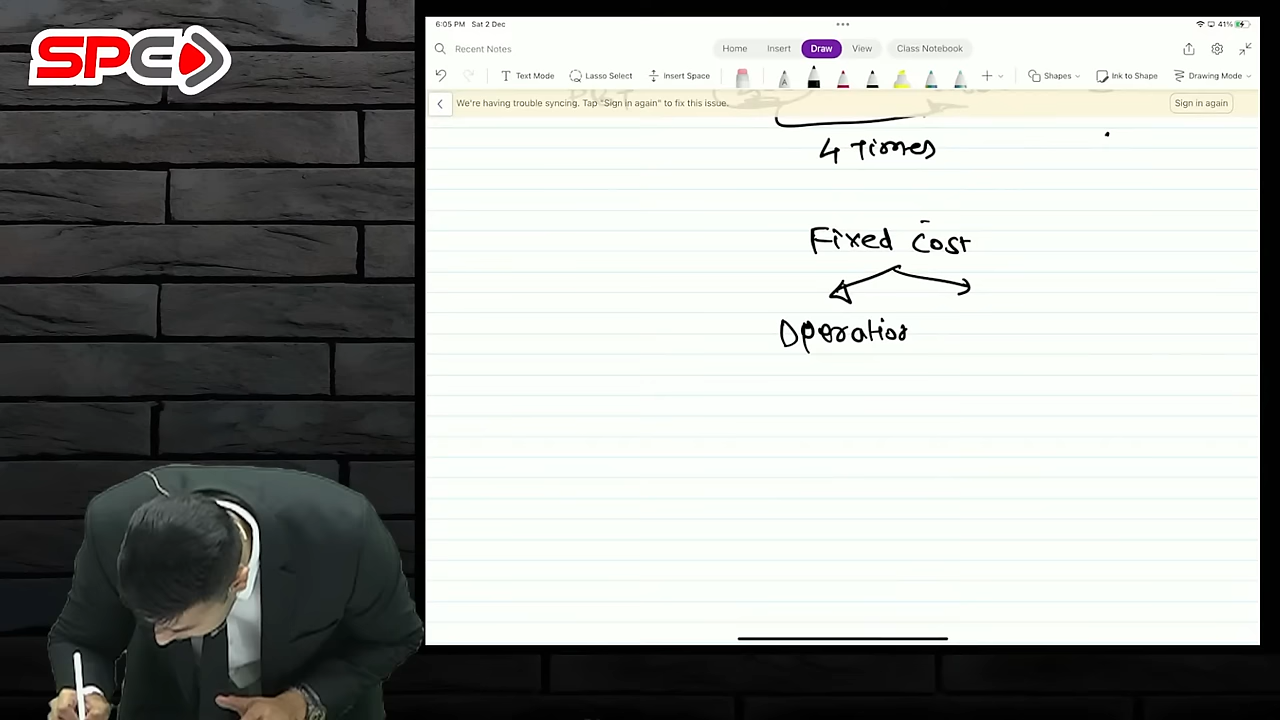 SPC
6:05 PM Sat 2 Dec
41%
Recent Notes
Home Insert Draw View Class Notebook
Text Mode Lasso Select Insert Space Shapes Ink to Shape Drawing Mode
We're having trouble syncing. Tap "Sign in again" to fix this issue.
Sign in again
4 Times
Fixed Cost
Operation